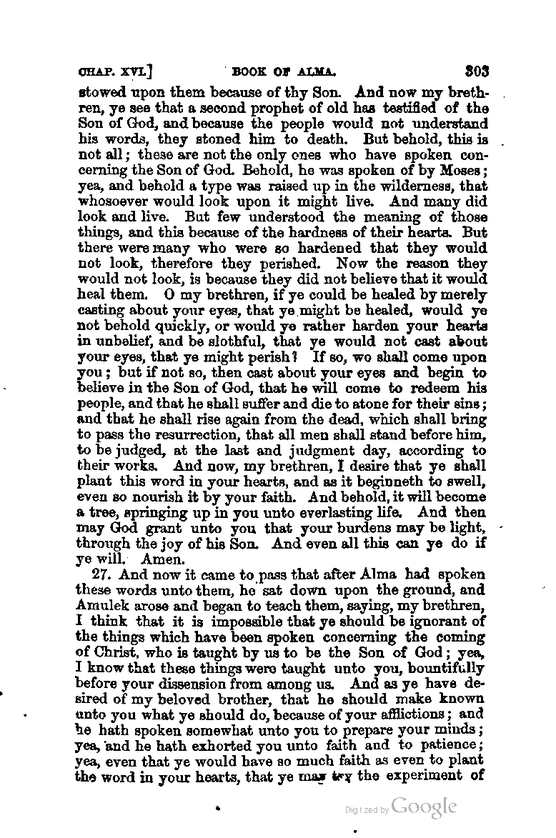 CHAP. XVI.] BOOK OF ALMA. 303
stowed upon them because of thy Son. And now my breth-
ren, ye see that a second prophet of old has testified of the
Son of God, and because the people would not understand
his words, they stoned him to death. But behold, this is
not all; these are not the only ones who have spoken con-
cerning the Son of God. Behold, he was spoken of by Moses;
yea, and behold a type was raised up in the wilderness, that
whosoever would look upon it might live. And many did
look and live. But few understood the meaning of those
things, and this because of the hardness of their hearts. But
there were many who were so hardened that they would
not look, therefore they perished. Now the reason they
would not look, is because they did not believe that it would
heal them. O my brethren, if ye could be healed by merely
casting about your eyes, that ye might be healed, would ye
not behold quickly, or would ye rather harden your hearts
in unbelief, and be slothful, that ye would not cast about
your eyes, that ye might perish? If so, wo shall come upon
you; but if not so, then cast about your eyes and begin to
believe in the Son of God, that he will come to redeem his
people, and that he shall suffer and die to atone for their sins;
and that he shall rise again from the dead, which shall bring
to pass the resurrection, that all men shall stand before him,
to be judged, at the last and judgment day, according to
their works. And now, my brethren, I desire that ye shall
plant this word in your hearts, and as it beginneth to swell,
even so nourish it by your faith. And behold, it will become
a tree, springing up in you unto everlasting life. And then
may God grant unto you that your burdens may be light,
through the joy of his Son. And even all this can ye do if
ye will. Amen.
27. And now it came to pass that after Alma had spoken
these words unto them, he sat down upon the ground, and
Amulek arose and began to teach them, saying, my brethren,
I think that it is impossible that ye should be ignorant of
the things which have been spoken concerning the coming
of Christ, who is taught by us to be the Son of God; yea,
I know that these things were taught unto you, bountifully
before your dissension from among us. And as ye have de-
sired of my beloved brother, that he should make known
unto you what ye should do, because of your afflictions; and
he hath spoken somewhat unto you to prepare your minds;
yea, and he hath exhorted you unto faith and to patience;
yea, even that ye would have so much faith as even to plant
the word in your hearts, that ye may try the experiment of
Digitized by Google